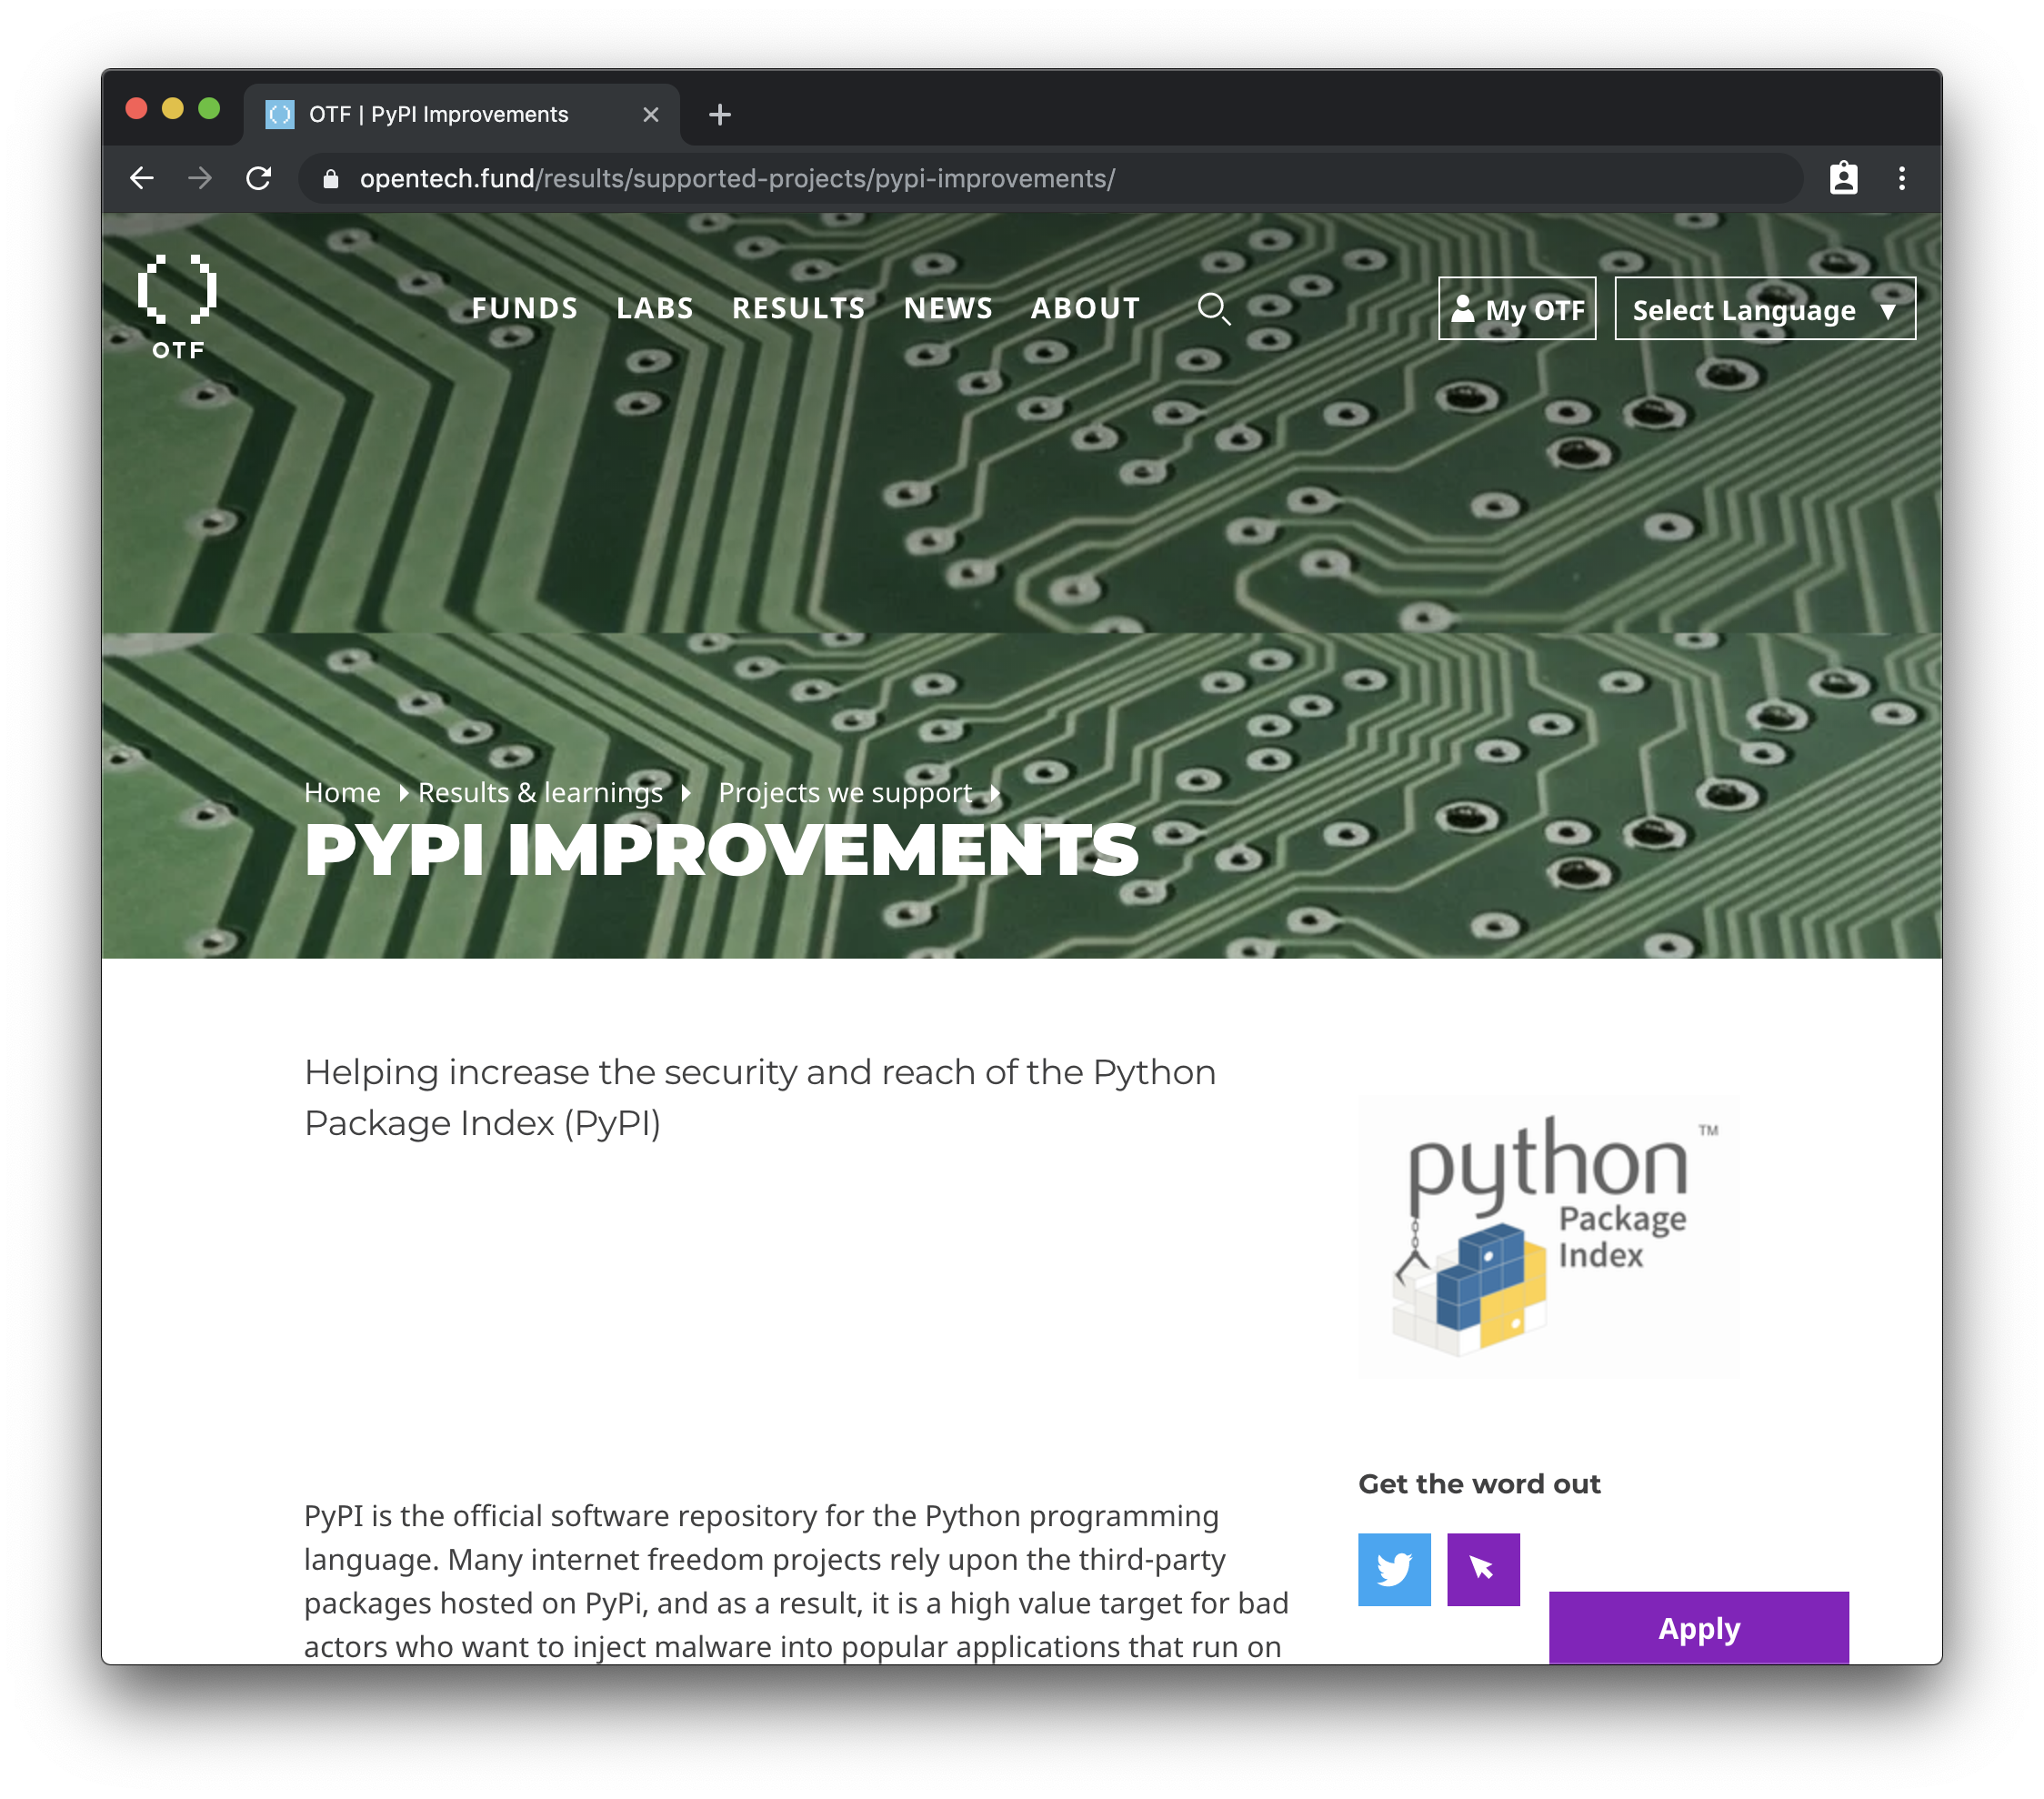 OTF | PyPI Improvements
opentech.fund/results/supported-projects/pypi-improvements/
OTF
FUNDS LABS RESULTS NEWS ABOUT
My OTF
Select Language ▼
Home Results & learnings Projects we support
PYPI IMPROVEMENTS
Helping increase the security and reach of the Python
Package Index (PyPI)
python™
Package
Index
Get the word out
PyPI is the official software repository for the Python programming
language. Many internet freedom projects rely upon the third-party
packages hosted on PyPi, and as a result, it is a high value target for bad
actors who want to inject malware into popular applications that run on
Apply